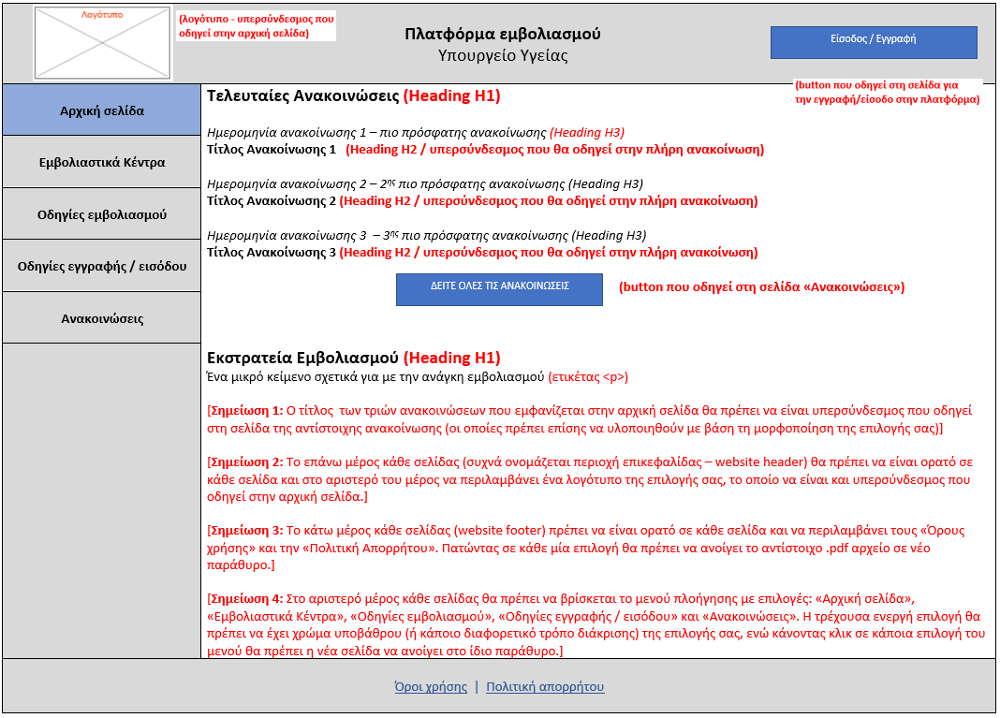 Λογότυπο
(λογότυπο - υπερσύνδεσμος που
οδηγεί στην αρχική σελίδα)
Πλατφόρμα εμβολιασμού
Υπουργείο Υγείας
Είσοδος / Εγγραφή
(button που οδηγεί στη σελίδα για
την εγγραφή/είσοδο στην πλατφόρμα)
Αρχική σελίδα
Εμβολιαστικά Κέντρα
Οδηγίες εμβολιασμού
Οδηγίες εγγραφής / εισόδου
Ανακοινώσεις
Τελευταίες Ανακοινώσεις (Heading H1)
Ημερομηνία ανακοίνωσης 1 – πιο πρόσφατης ανακοίνωσης (Heading H3)
Τίτλος Ανακοίνωσης 1 (Heading H2 / υπερσύνδεσμος που θα οδηγεί στην πλήρη ανακοίνωση)
Ημερομηνία ανακοίνωσης 2 – 2ης πιο πρόσφατης ανακοίνωσης (Heading H3)
Τίτλος Ανακοίνωσης 2 (Heading H2 / υπερσύνδεσμος που θα οδηγεί στην πλήρη ανακοίνωση)
Ημερομηνία ανακοίνωσης 3 – 3ης πιο πρόσφατης ανακοίνωσης (Heading H3)
Τίτλος Ανακοίνωσης 3 (Heading H2 / υπερσύνδεσμος που θα οδηγεί στην πλήρη ανακοίνωση)
ΔΕΙΤΕ ΟΛΕΣ ΤΙΣ ΑΝΑΚΟΙΝΩΣΕΙΣ
(button που οδηγεί στη σελίδα «Ανακοινώσεις»)
Εκστρατεία Εμβολιασμού (Heading H1)
Ένα μικρό κείμενο σχετικά για με την ανάγκη εμβολιασμού (ετικέτας <p>)
[Σημείωση 1: Ο τίτλος των τριών ανακοινώσεων που εμφανίζεται στην αρχική σελίδα θα πρέπει να είναι υπερσύνδεσμος που οδηγεί
στη σελίδα της αντίστοιχης ανακοίνωσης (οι οποίες πρέπει επίσης να υλοποιηθούν με βάση τη μορφοποίηση της επιλογής σας)]
[Σημείωση 2: Το επάνω μέρος κάθε σελίδας (συχνά ονομάζεται περιοχή επικεφαλίδας – website header) θα πρέπει να είναι ορατό σε
κάθε σελίδα και στο αριστερό του μέρος να περιλαμβάνει ένα λογότυπο της επιλογής σας, το οποίο να είναι και υπερσύνδεσμος που
οδηγεί στην αρχική σελίδα.]
[Σημείωση 3: Το κάτω μέρος κάθε σελίδας (website footer) πρέπει να είναι ορατό σε κάθε σελίδα και να περιλαμβάνει τους «Όρους
χρήσης» και την «Πολιτική Απορρήτου». Πατώντας σε κάθε μία επιλογή θα πρέπει να ανοίγει το αντίστοιχο .pdf αρχείο σε νέο
παράθυρο.]
[Σημείωση 4: Στο αριστερό μέρος κάθε σελίδας θα πρέπει να βρίσκεται το μενού πλοήγησης με επιλογές: «Αρχική σελίδα»,
«Εμβολιαστικά Κέντρα», «Οδηγίες εμβολιασμού», «Οδηγίες εγγραφής / εισόδου» και «Ανακοινώσεις». Η τρέχουσα ενεργή επιλογή θα
πρέπει να έχει χρώμα υποβάθρου (ή κάποιο διαφορετικό τρόπο διάκρισης) της επιλογής σας, ενώ κάνοντας κλικ σε κάποια επιλογή του
μενού θα πρέπει η νέα σελίδα να ανοίγει στο ίδιο παράθυρο.]
Όροι χρήσης | Πολιτική απορρήτου